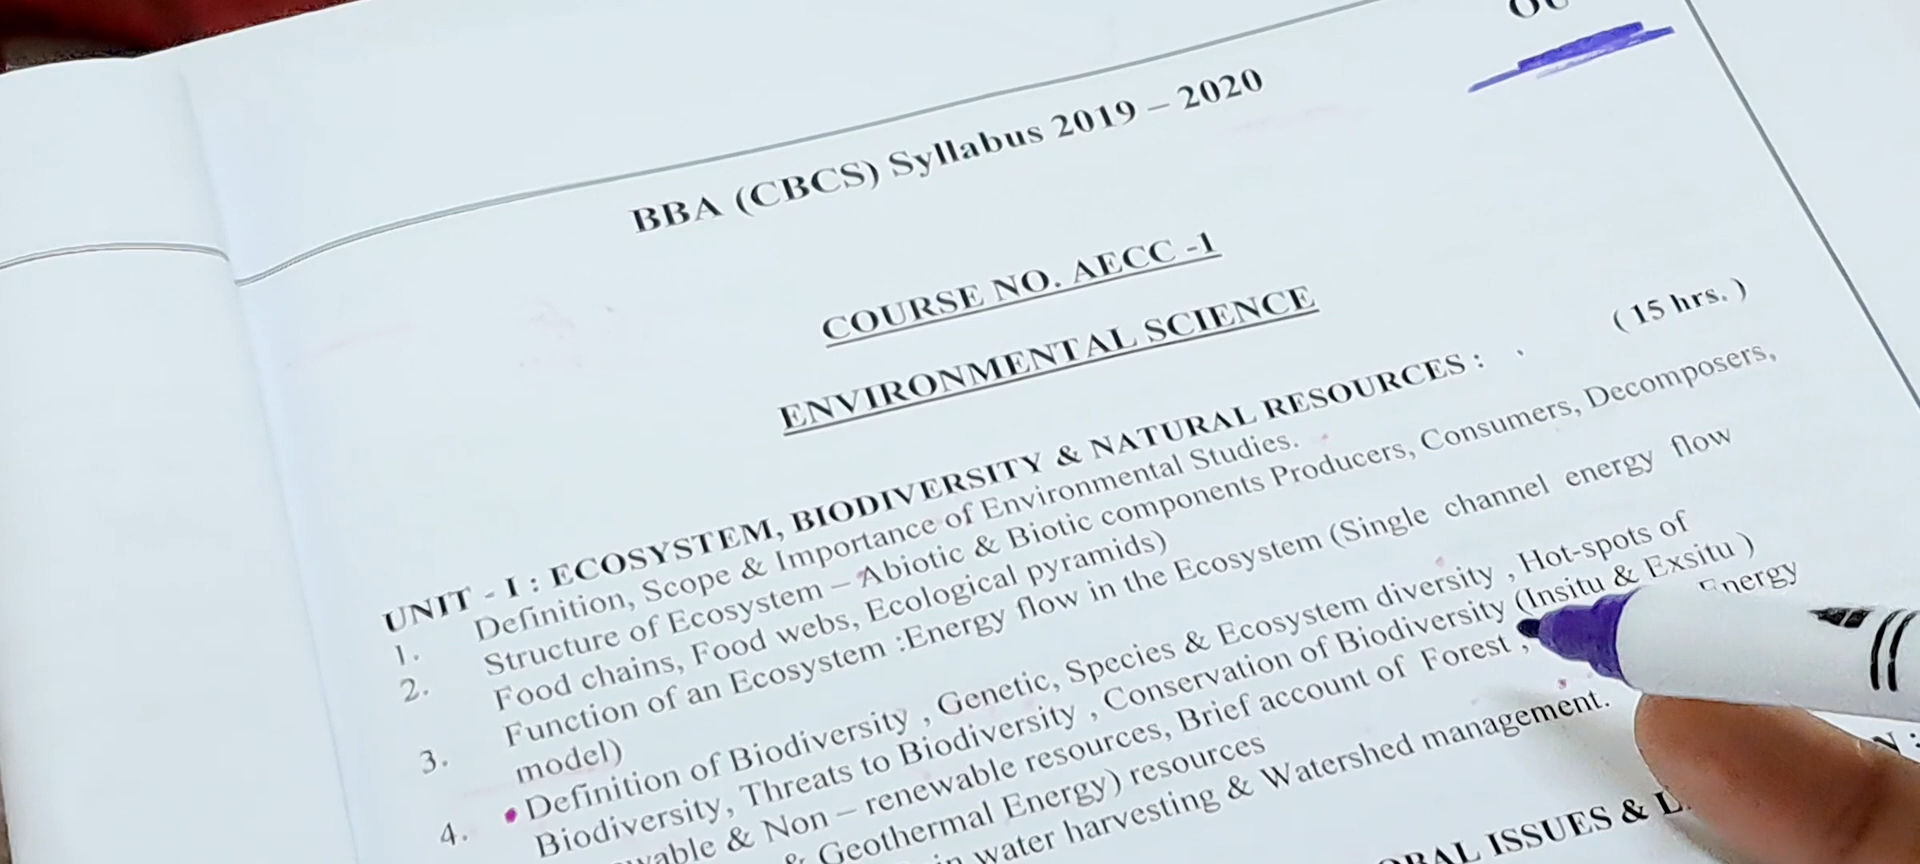 OU
BBA (CBCS) Syllabus 2019 – 2020
COURSE NO. AECC -1
ENVIRONMENTAL SCIENCE
UNIT - I : ECOSYSTEM, BIODIVERSITY & NATURAL RESOURCES : ( 15 hrs. )
1. Definition, Scope & Importance of Environmental Studies.
2. Structure of Ecosystem – Abiotic & Biotic components Producers, Consumers, Decomposers,
Food chains, Food webs, Ecological pyramids)
3. Function of an Ecosystem :Energy flow in the Ecosystem (Single channel energy flow
model)
4. Definition of Biodiversity , Genetic, Species & Ecosystem diversity , Hot-spots of
Biodiversity, Threats to Biodiversity , Conservation of Biodiversity (Insitu & Exsitu )
& Non – renewable resources, Brief account of Forest , Energy
& Geothermal Energy) resources
water harvesting & Watershed management.
ISSUES &